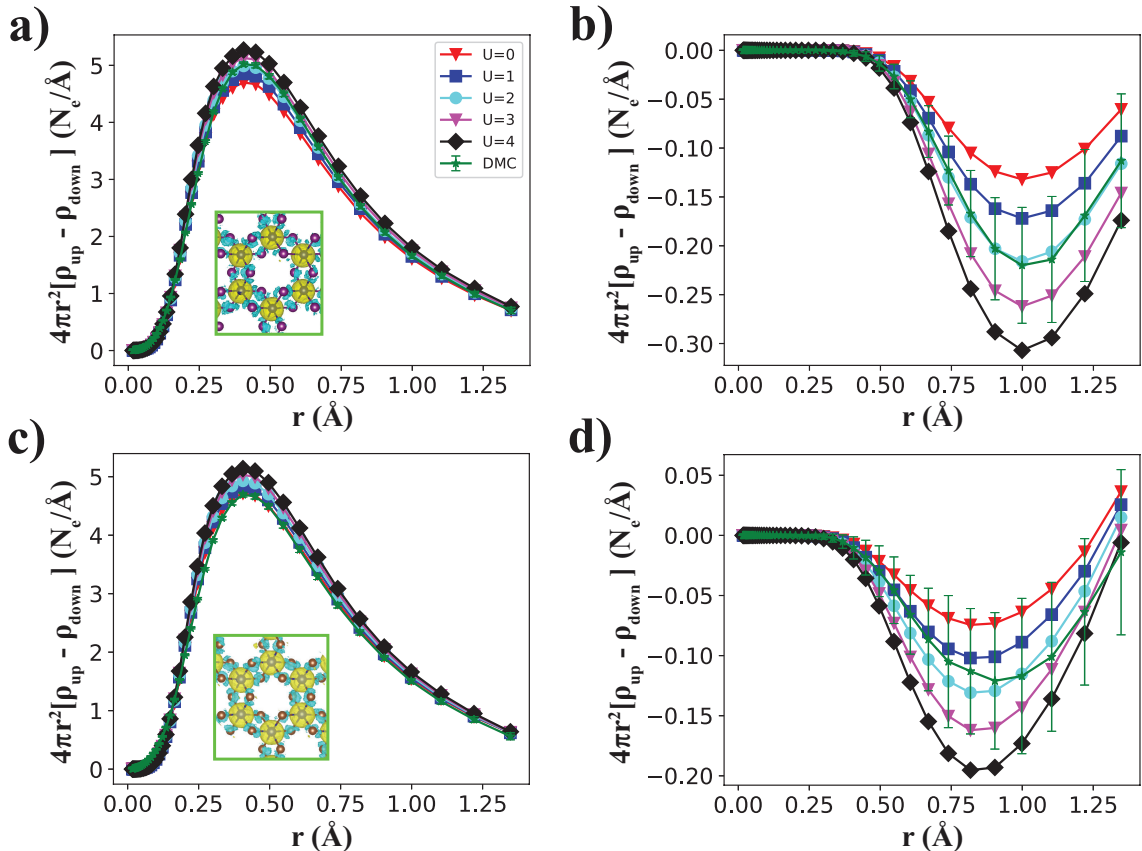 a)
5
4
3
2
1
0
4πr²[ρup - ρdown] (Ne/Å)
U=0
U=1
U=2
U=3
U=4
DMC
0.00 0.25 0.50 0.75 1.00 1.25
r (Å)
b)
0.00
−0.05
−0.10
−0.15
−0.20
−0.25
−0.30
4πr²[ρup - ρdown] (Ne/Å)
0.00 0.25 0.50 0.75 1.00 1.25
r (Å)
c)
5
4
3
2
1
0
4πr²[ρup - ρdown] (Ne/Å)
0.00 0.25 0.50 0.75 1.00 1.25
r (Å)
d)
0.05
0.00
−0.05
−0.10
−0.15
−0.20
4πr²[ρup - ρdown] (Ne/Å)
0.00 0.25 0.50 0.75 1.00 1.25
r (Å)